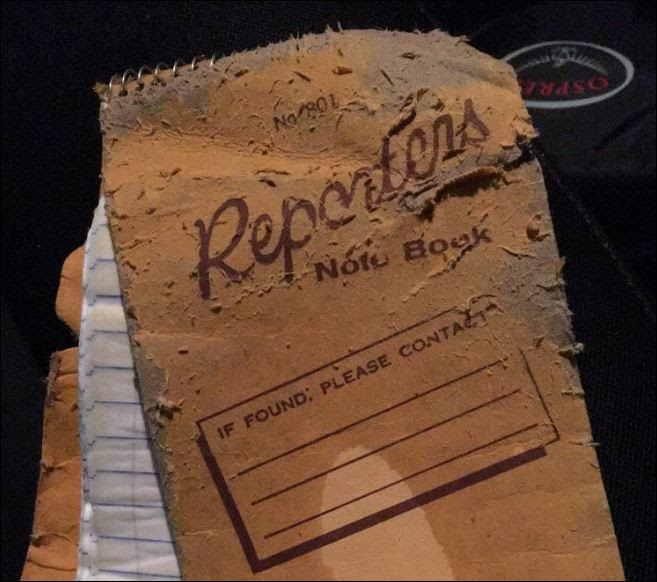 No 801
Reporters
Note Book
IF FOUND, PLEASE CONTACT